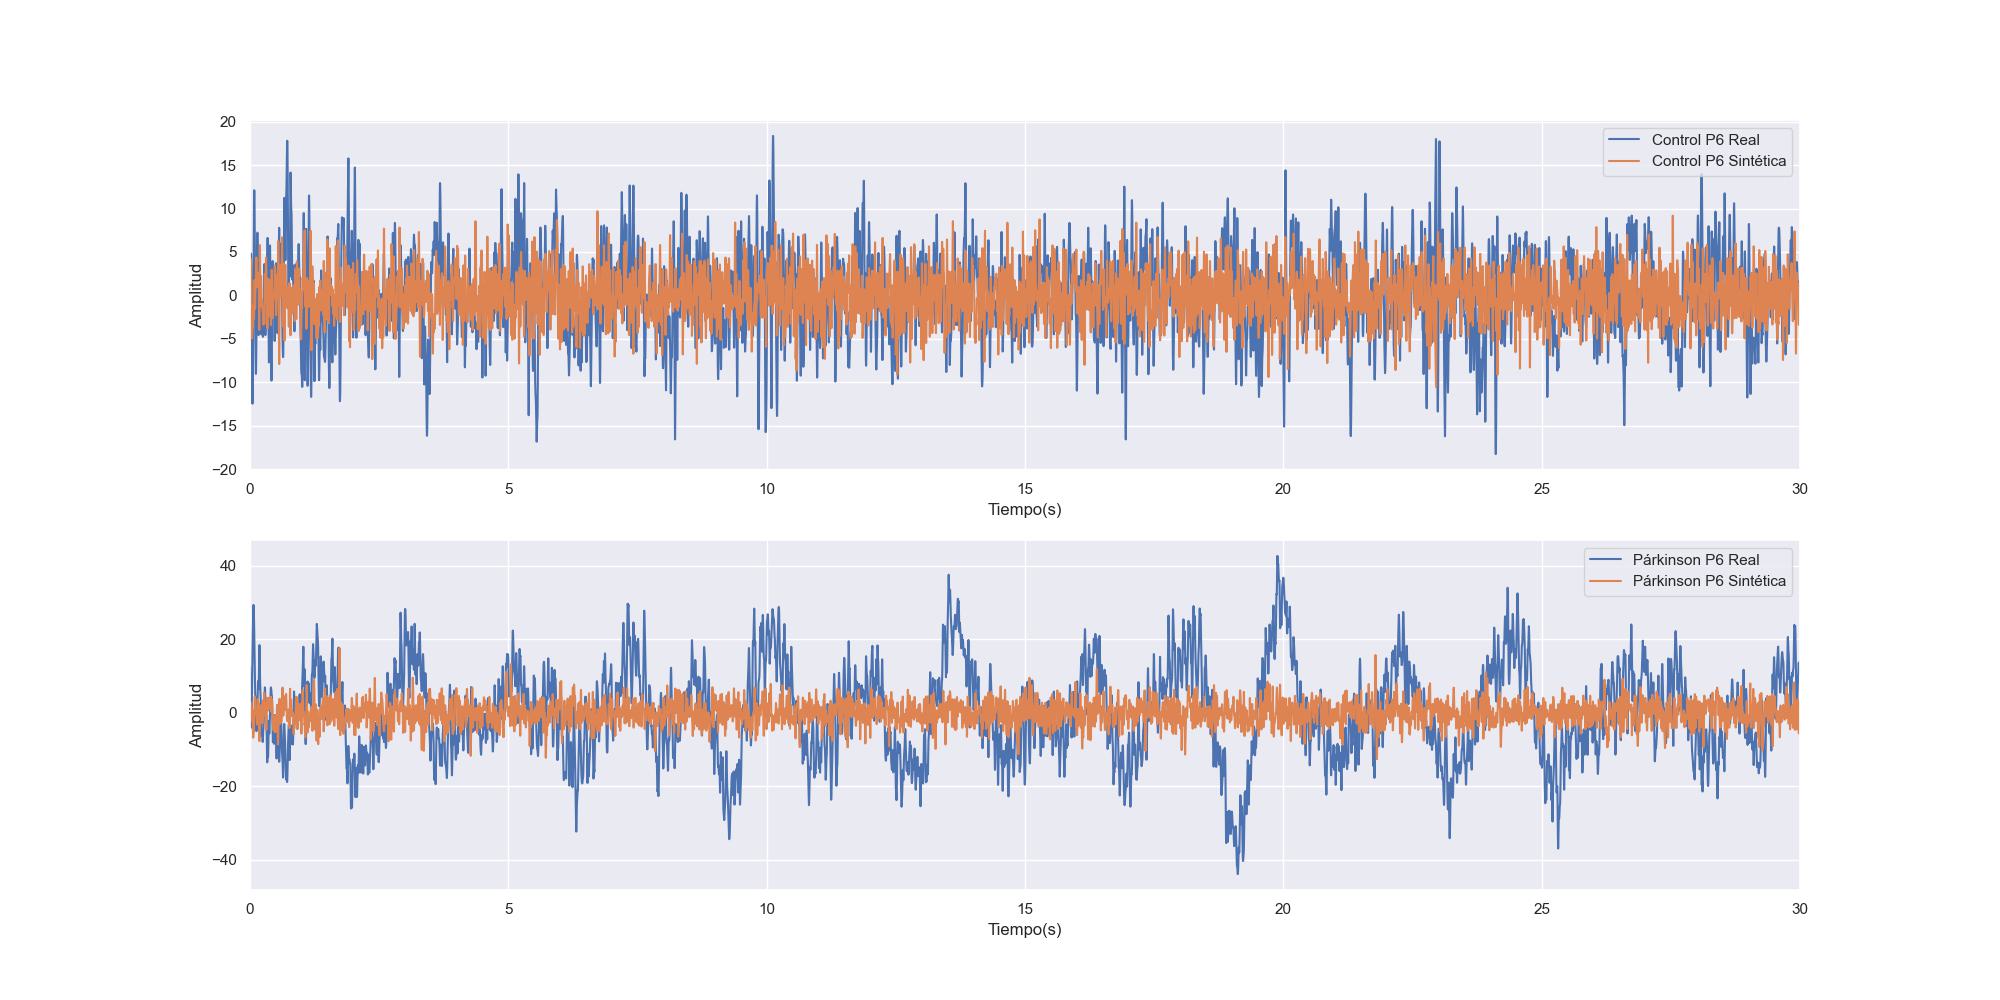 20
15
10
5
0
−5
−10
−15
−20
Amplitud
Control P6 Real
Control P6 Sintética
0 5 10 15 20 25 30
Tiempo(s)
40
20
0
−20
−40
Amplitud
Párkinson P6 Real
Párkinson P6 Sintética
0 5 10 15 20 25 30
Tiempo(s)